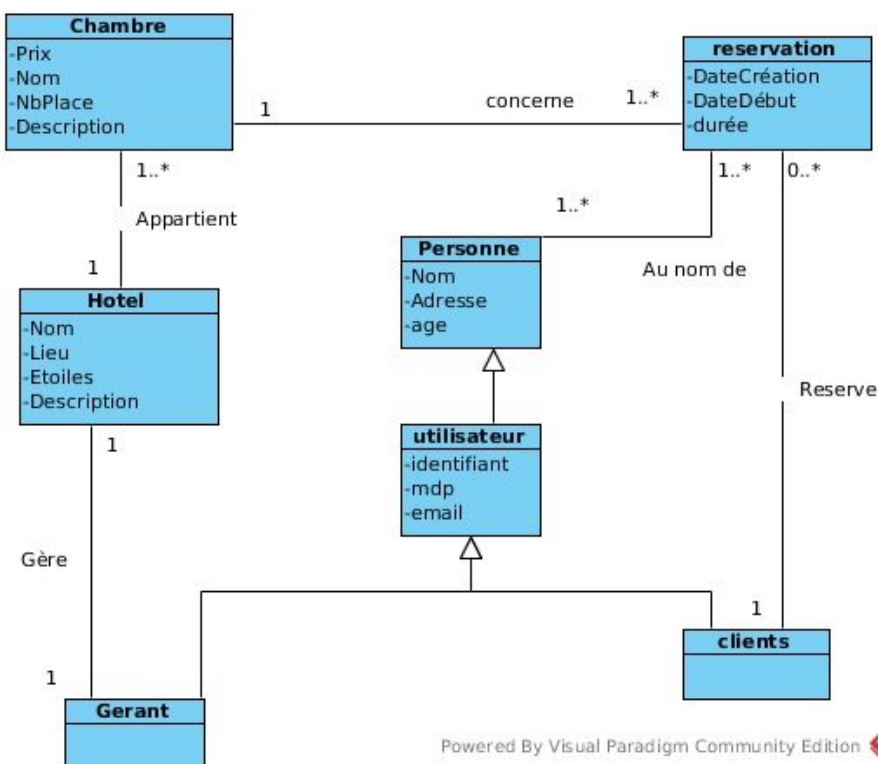 Chambre
-Prix
-Nom
-NbPlace
-Description
1
concerne
1..*
reservation
-DateCréation
-DateDébut
-durée
1..*
Appartient
1
Hotel
-Nom
-Lieu
-Etoiles
-Description
1..*
Personne
-Nom
-Adresse
-age
1..*
0..*
Au nom de
Reserve
utilisateur
-identifiant
-mdp
-email
1
Gère
1
Gerant
1
clients
Powered By Visual Paradigm Community Edition